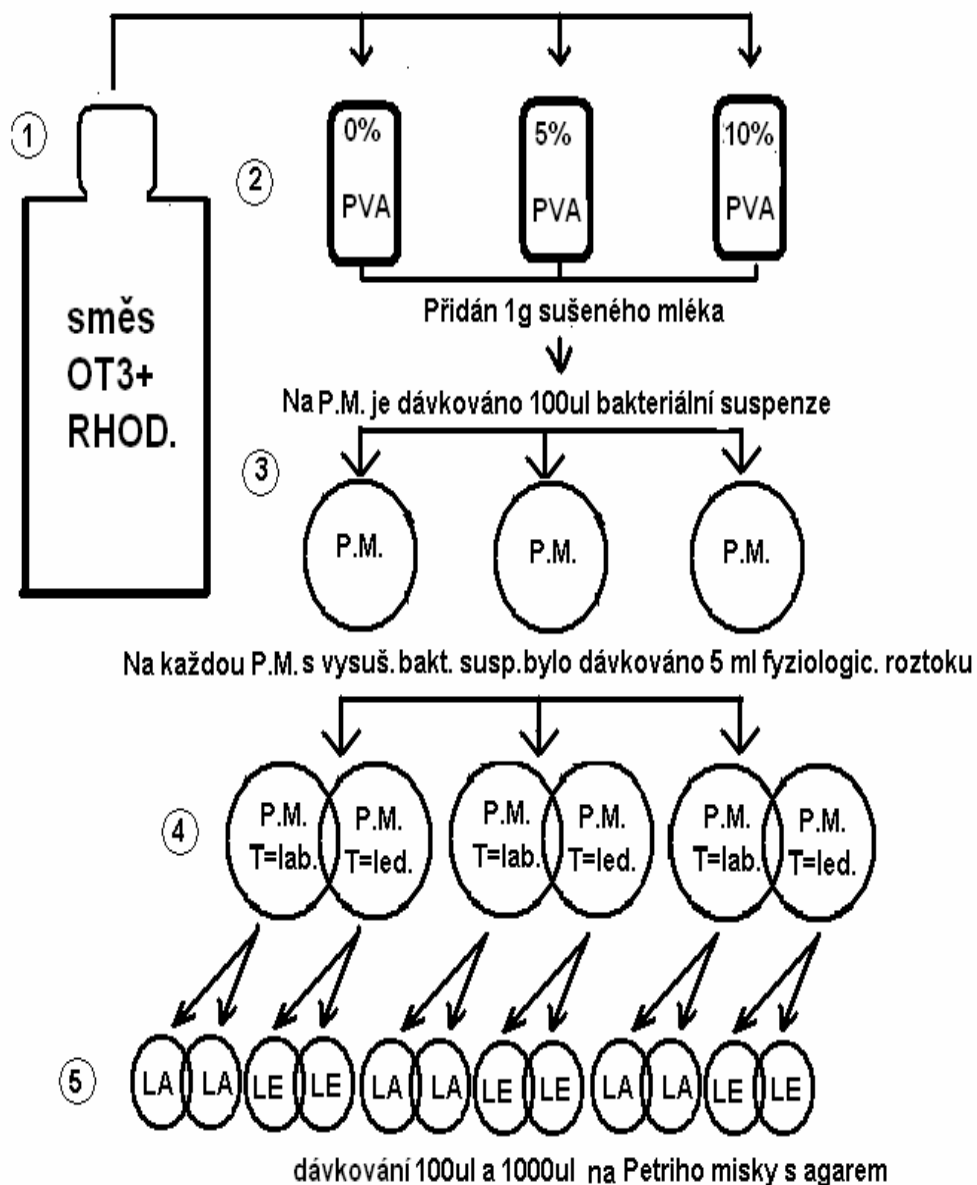 1
2
0%
5%
10%
PVA
PVA
PVA
směs
OT3+
RHOD.
Přidán 1g sušeného mléka
Na P.M. je dávkováno 100ul bakteriální suspenze
3
P.M.
P.M.
P.M.
Na každou P.M. s vysuš.bakt. susp.bylo dávkováno 5 ml fyziologic. roztoku
4
P.M.
T=lab.
P.M.
T=led.
P.M.
T=lab.
P.M.
T=led.
P.M.
T=lab.
P.M.
T=led.
5
LA LA LE LE LA LA LE LE LA LA LE LE
dávkování 100ul a 1000ul na Petriho misky s agarem